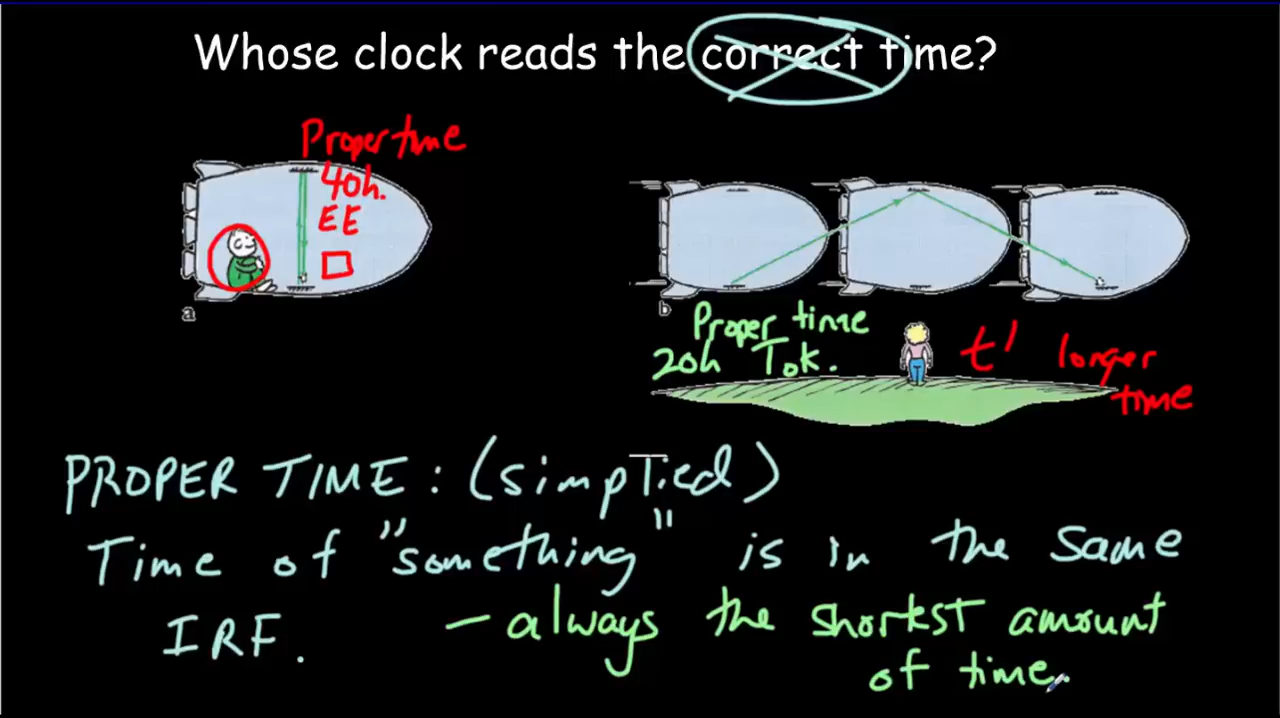 Whose clock reads the correct time?
Proper time
40h.
EE
a
b
Proper time
20h TOK.
t' longer
time
PROPER TIME: (simplTied)
Time of "something" is in the same
IRF. - always the shortest amount
of time.